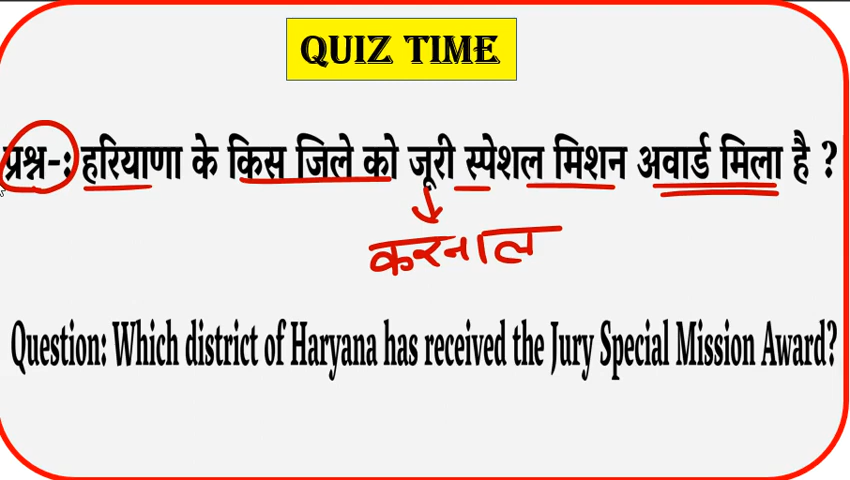 QUIZ TIME
प्रश्न-: हरियाणा के किस जिले को जूरी स्पेशल मिशन अवार्ड मिला है ?
करनाल
Question: Which district of Haryana has received the Jury Special Mission Award?